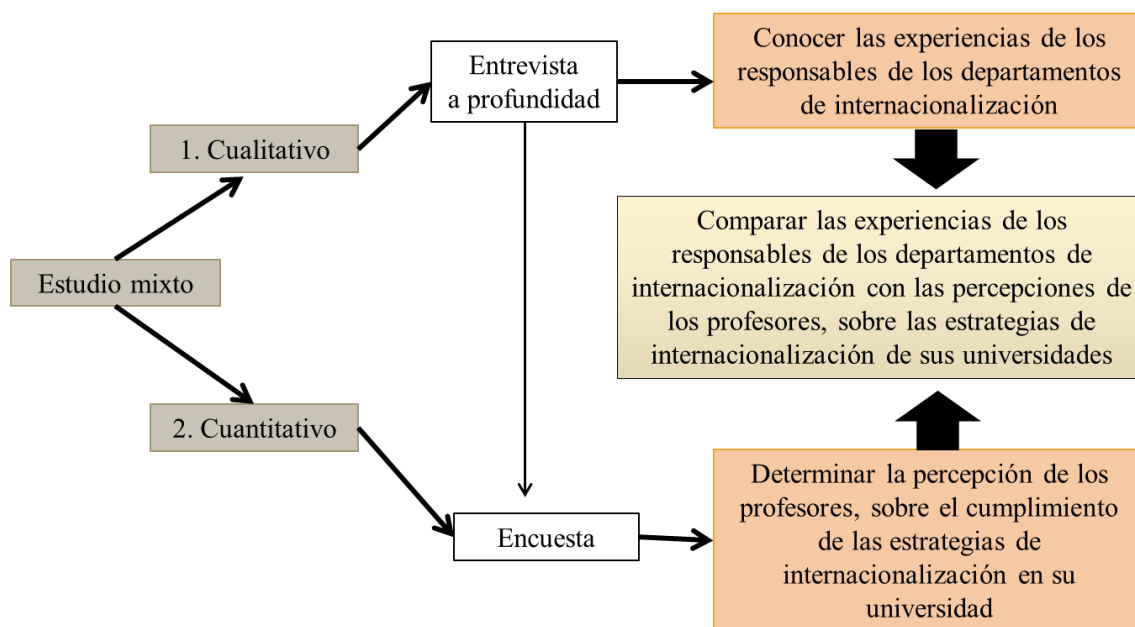 Estudio mixto
1. Cualitativo
Entrevista
a profundidad
Conocer las experiencias de los
responsables de los departamentos
de internacionalización
Comparar las experiencias de los
responsables de los departamentos de
internacionalización con las percepciones de
los profesores, sobre las estrategias de
internacionalización de sus universidades
2. Cuantitativo
Encuesta
Determinar la percepción de los
profesores, sobre el cumplimiento
de las estrategias de
internacionalización en su
universidad